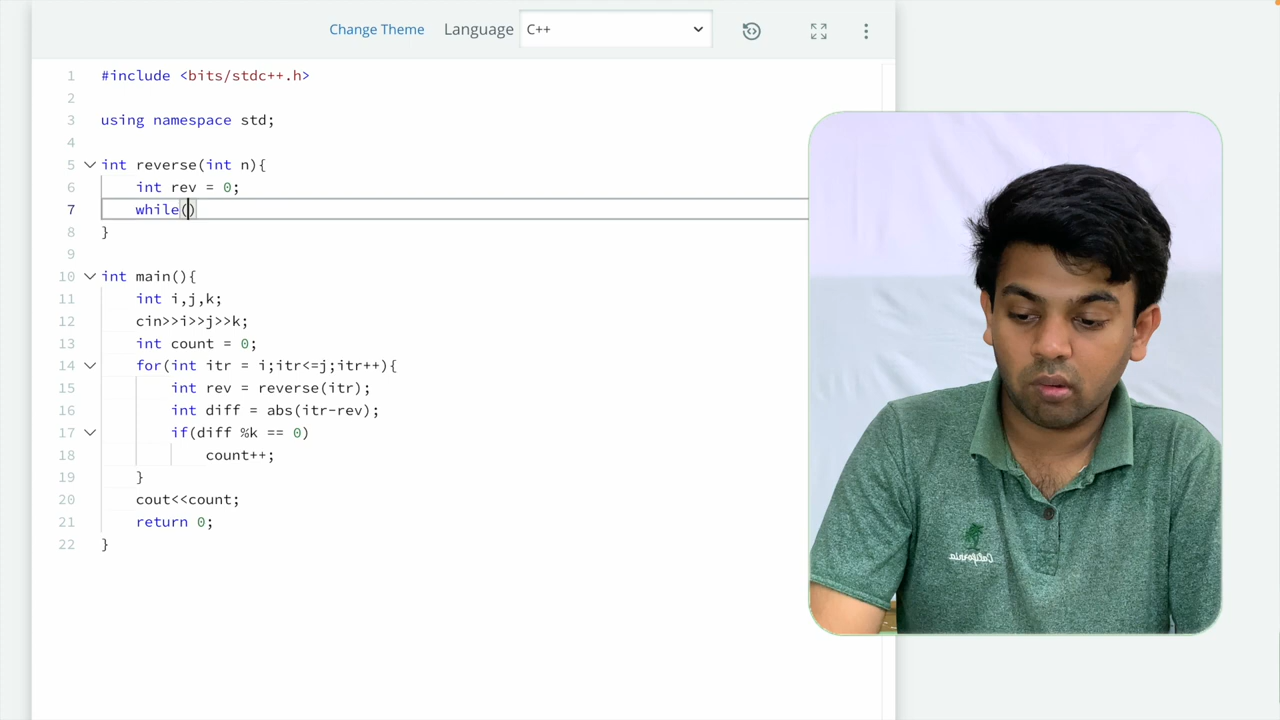 Change Theme Language C++
1 #include <bits/stdc++.h>
2
3 using namespace std;
4
5 int reverse(int n){
6 int rev = 0;
7 while()
8 }
9
10 int main(){
11 int i,j,k;
12 cin>>i>>j>>k;
13 int count = 0;
14 for(int itr = i;itr<=j;itr++){
15 int rev = reverse(itr);
16 int diff = abs(itr-rev);
17 if(diff %k == 0)
18 count++;
19 }
20 cout<<count;
21 return 0;
22 }
California